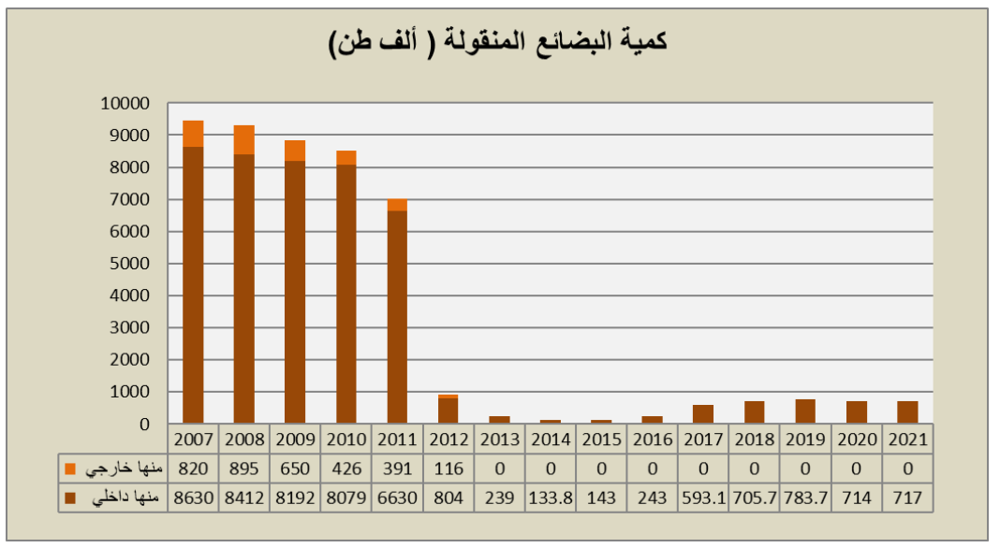 كمية البضائع المنقولة ( ألف طن)
10000
9000
8000
7000
6000
5000
4000
3000
2000
1000
0
2007 2008 2009 2010 2011 2012 2013 2014 2015 2016 2017 2018 2019 2020 2021
منها خارجي 820 895 650 426 391 116 0 0 0 0 0 0 0 0 0
منها داخلي 8630 8412 8192 8079 6630 804 239 133.8 143 243 593.1 705.7 783.7 714 717